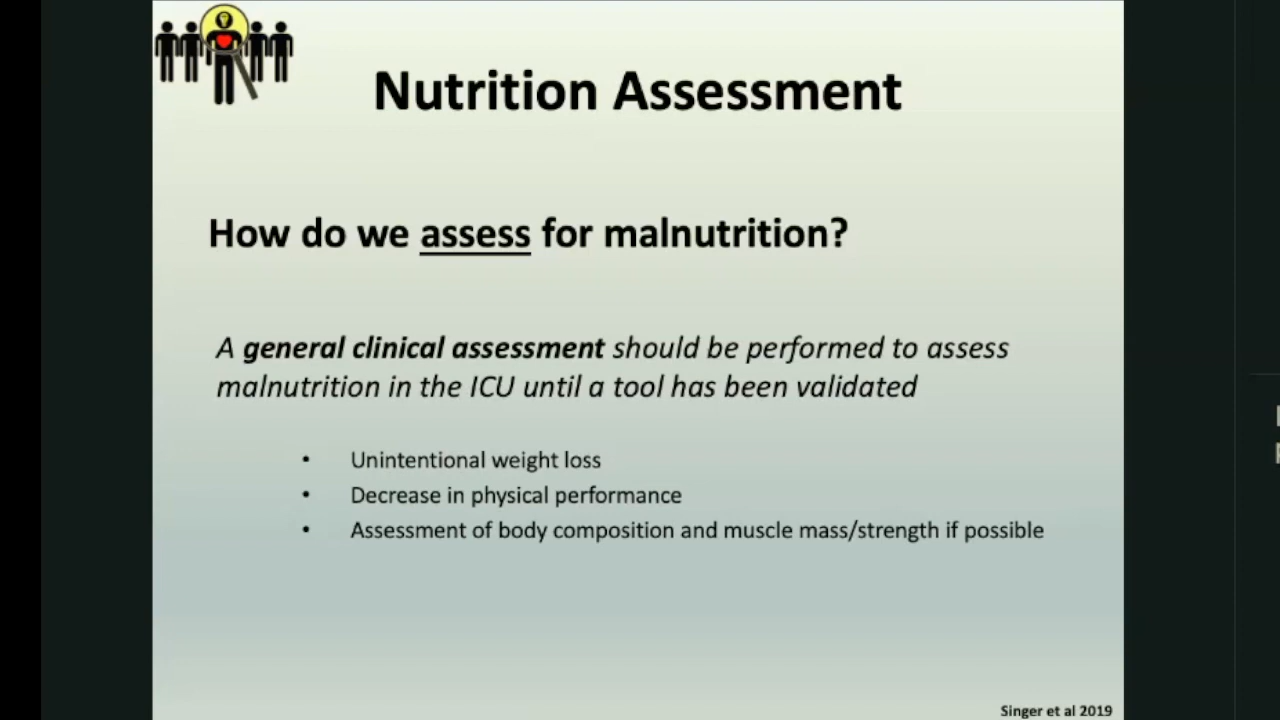 Nutrition Assessment
How do we assess for malnutrition?
A general clinical assessment should be performed to assess
malnutrition in the ICU until a tool has been validated
• Unintentional weight loss
• Decrease in physical performance
• Assessment of body composition and muscle mass/strength if possible
Singer et al 2019